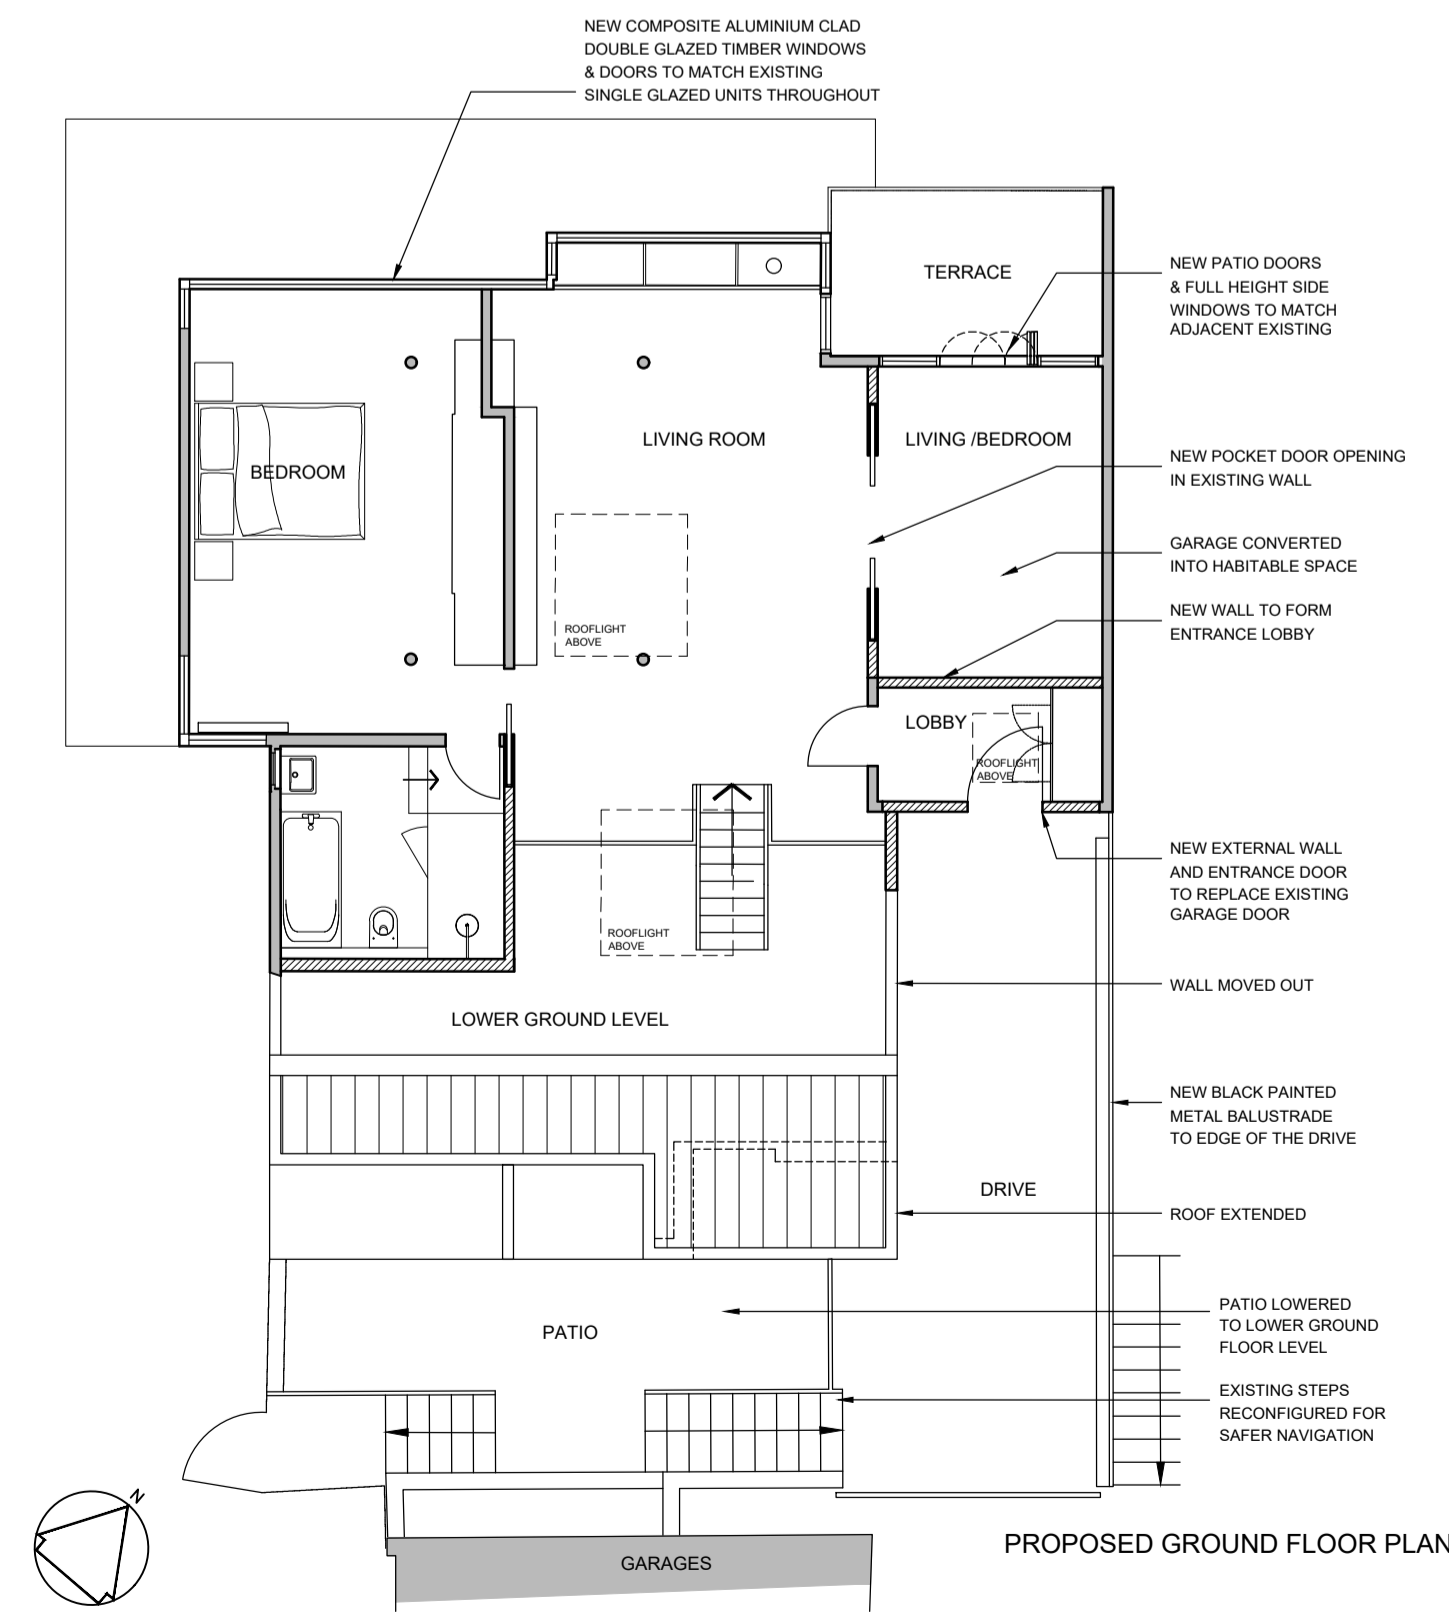 NEW COMPOSITE ALUMINIUM CLAD
DOUBLE GLAZED TIMBER WINDOWS
& DOORS TO MATCH EXISTING
SINGLE GLAZED UNITS THROUGHOUT
TERRACE
NEW PATIO DOORS
& FULL HEIGHT SIDE
WINDOWS TO MATCH
ADJACENT EXISTING
LIVING ROOM
LIVING /BEDROOM
BEDROOM
NEW POCKET DOOR OPENING
IN EXISTING WALL
GARAGE CONVERTED
INTO HABITABLE SPACE
NEW WALL TO FORM
ENTRANCE LOBBY
ROOFLIGHT
ABOVE
LOBBY
ROOFLIGHT
ABOVE
NEW EXTERNAL WALL
AND ENTRANCE DOOR
TO REPLACE EXISTING
GARAGE DOOR
ROOFLIGHT
ABOVE
WALL MOVED OUT
LOWER GROUND LEVEL
NEW BLACK PAINTED
METAL BALUSTRADE
TO EDGE OF THE DRIVE
DRIVE
ROOF EXTENDED
PATIO
PATIO LOWERED
TO LOWER GROUND
FLOOR LEVEL
EXISTING STEPS
RECONFIGURED FOR
SAFER NAVIGATION
N
PROPOSED GROUND FLOOR PLAN
GARAGES